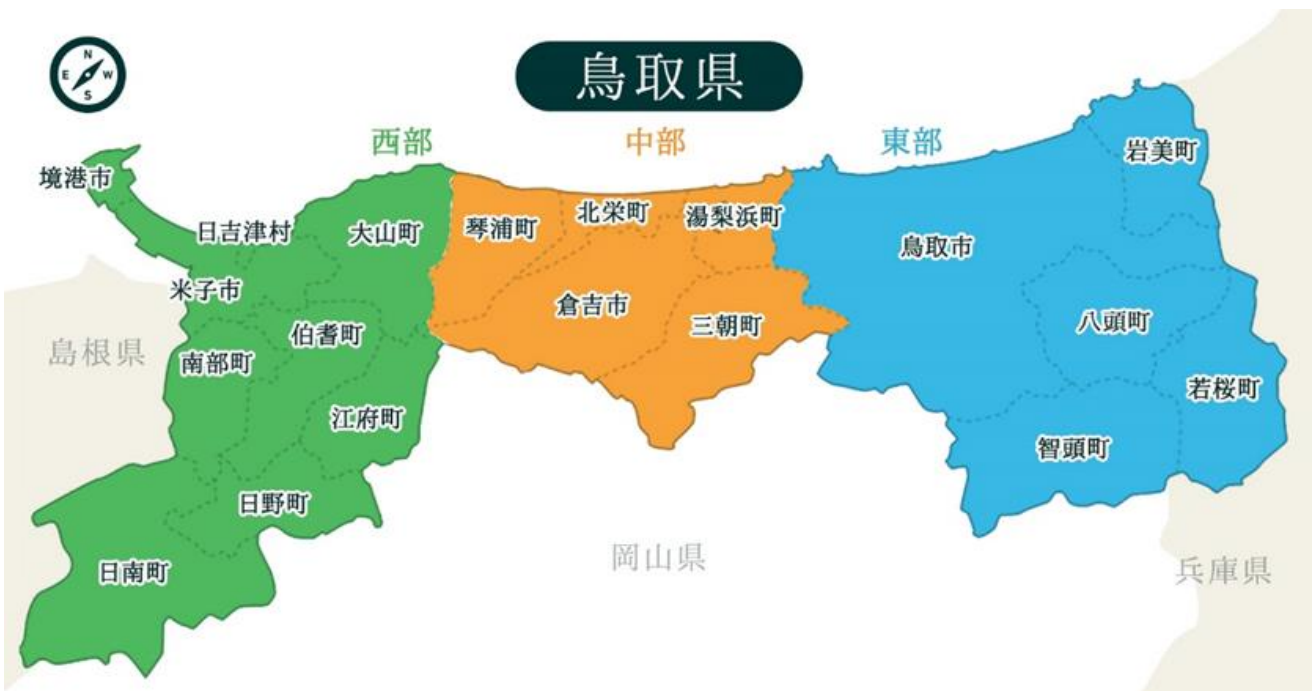 N
E W
S
鳥取県
西部
中部
東部
境港市
日吉津村
大山町
米子市
伯耆町
南部町
江府町
日野町
日南町
琴浦町
北栄町
湯梨浜町
倉吉市
三朝町
岩美町
鳥取市
八頭町
若桜町
智頭町
島根県
岡山県
兵庫県